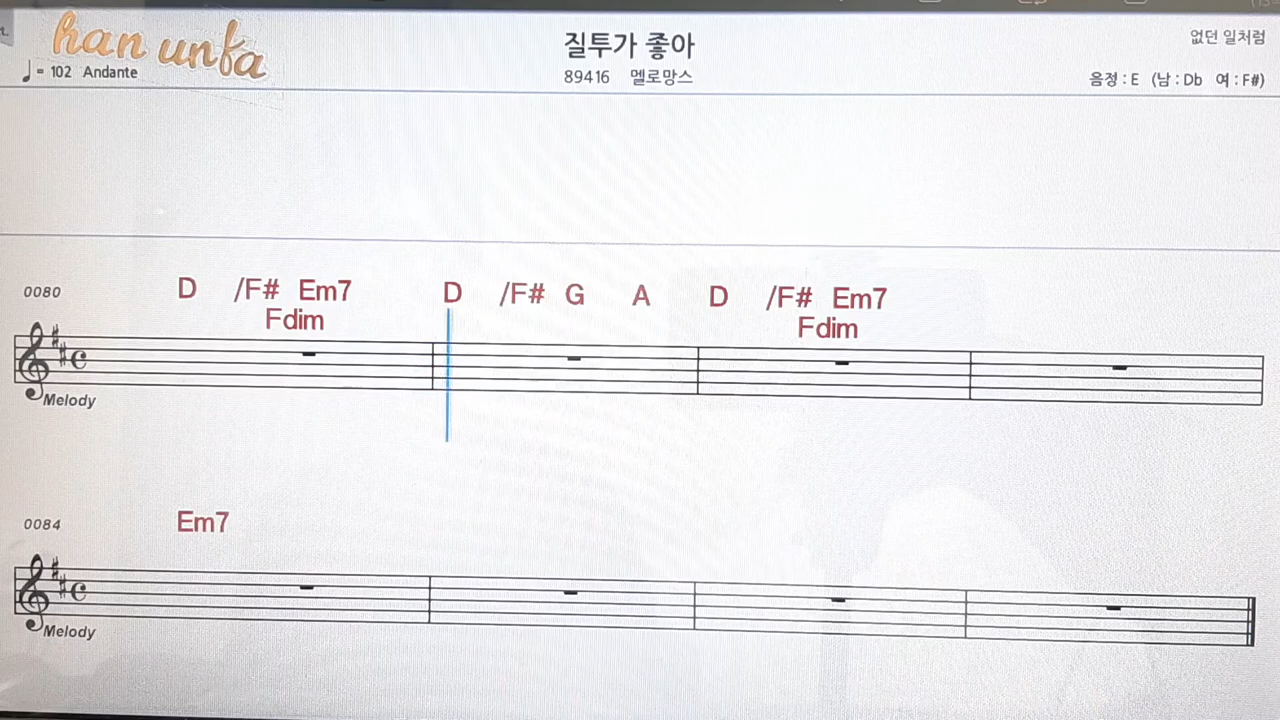 han unfa
질투가 좋아
없던 일처럼
♩= 102 Andante
89416 멜로망스
음정 : E (남 : Db 여 : F#)
0080
D /F# Em7 D /F# G A D /F# Em7
Fdim Fdim
Melody
0084
Em7
Melody